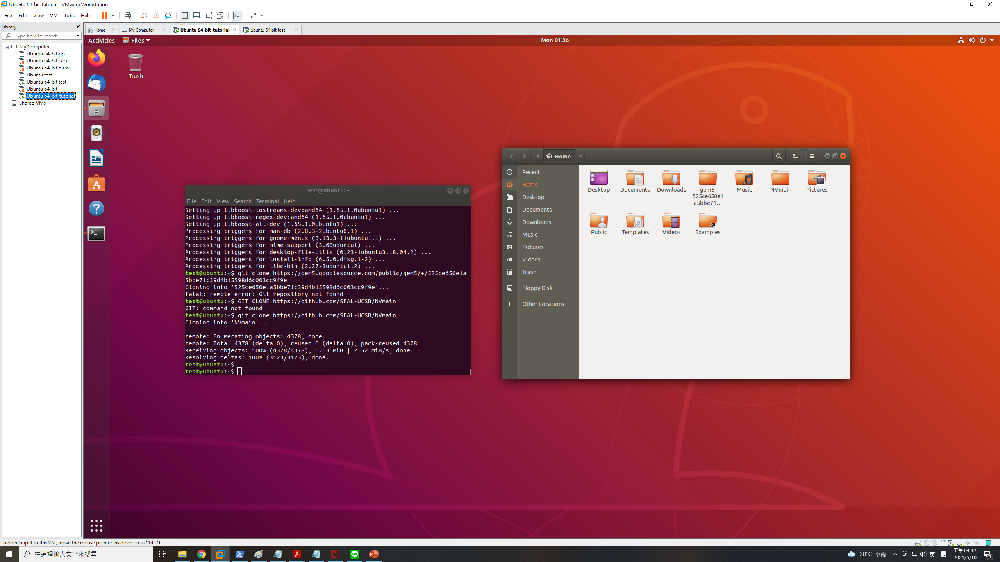 Ubuntu 64-bit-tutorial - VMware Workstation
File Edit View VM Tabs Help
Library
Type here to search
My Computer
Ubuntu 64-bit pp
Ubuntu 64-bit caca
Ubuntu 64-bit dlrm
Ubuntu test
Ubuntu 64-bit test
Ubuntu 64-bit
Ubuntu 64-bit-tutorial
Shared VMs
Home My Computer Ubuntu 64-bit-tutorial Ubuntu 64-bit test
Activities Files Mon 01:36
Trash
test@ubuntu: ~
File Edit View Search Terminal Help
Setting up libboost-iostreams-dev:amd64 (1.65.1.0ubuntu1) ...
Setting up libboost-regex-dev:amd64 (1.65.1.0ubuntu1) ...
Setting up libboost-all-dev (1.65.1.0ubuntu1) ...
Processing triggers for man-db (2.8.3-2ubuntu0.1) ...
Processing triggers for gnome-menus (3.13.3-11ubuntu1.1) ...
Processing triggers for mime-support (3.60ubuntu1) ...
Processing triggers for desktop-file-utils (0.23-1ubuntu3.18.04.2) ...
Processing triggers for install-info (6.5.0.dfsg.1-2) ...
Processing triggers for libc-bin (2.27-3ubuntu1.2) ...
test@ubuntu:~$ git clone https://gem5.googlesource.com/public/gem5/+/525ce650e1a
5bbe71c39d4b15598d6c003cc9f9e
Cloning into '525ce650e1a5bbe71c39d4b15598d6c003cc9f9e'...
fatal: remote error: Git repository not found
test@ubuntu:~$ GIT CLONE https://github.com/SEAL-UCSB/NVmain
GIT: command not found
test@ubuntu:~$ git clone https://github.com/SEAL-UCSB/NVmain
Cloning into 'NVmain'...
remote: Enumerating objects: 4378, done.
remote: Total 4378 (delta 0), reused 0 (delta 0), pack-reused 4378
Receiving objects: 100% (4378/4378), 6.63 MiB | 2.52 MiB/s, done.
Resolving deltas: 100% (3123/3123), done.
test@ubuntu:~$
test@ubuntu:~$
Home
Recent
Home
Desktop
Documents
Downloads
Music
Pictures
Videos
Trash
Floppy Disk
Other Locations
Desktop Documents Downloads gem5-
525ce650e1
a5bbe71... Music NVmain Pictures
Public Templates Videos Examples
To direct input to this VM, move the mouse pointer inside or press Ctrl+G.
在這裡輸入文字來搜尋
30°C 小雨
英
下午 04:42
2021/5/10
1